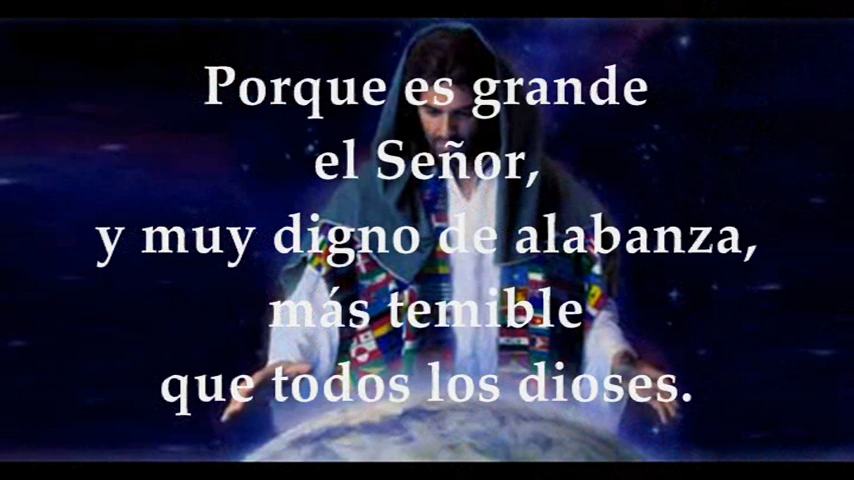 Porque es grande
el Señor,
y muy digno de alabanza,
más temible
que todos los dioses.